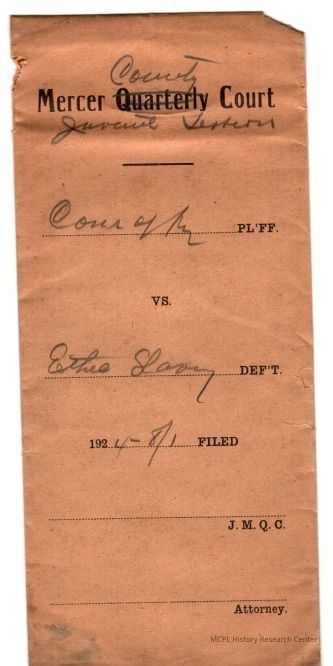 County
Mercer Quarterly Court
Juvenile Session
Com of Ky PL'FF.
VS.
Ethel Slavy DEF'T.
1924-8/1 FILED
J. M. Q. C.
Attorney.
MCPL History Research Center